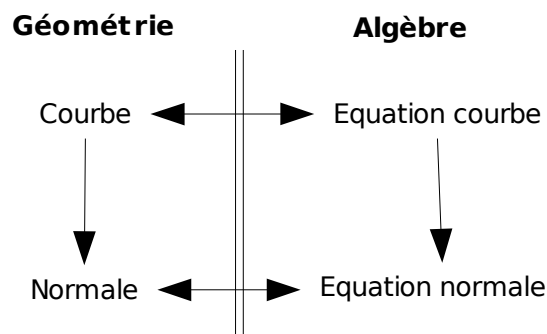 Géométrie
Algèbre
Courbe
Equation courbe
Normale
Equation normale